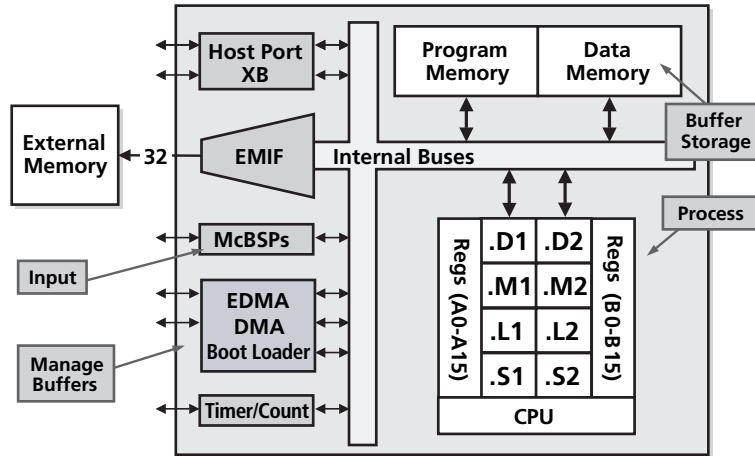 Host Port
XB
Program
Memory
Data
Memory
External
Memory
32
EMIF
Internal Buses
Buffer
Storage
McBSPs
Input
EDMA
DMA
Boot Loader
Manage
Buffers
Timer/Count
Regs (A0-A15)
.D1
.D2
.M1
.M2
.L1
.L2
.S1
.S2
Regs (B0-B15)
CPU
Process